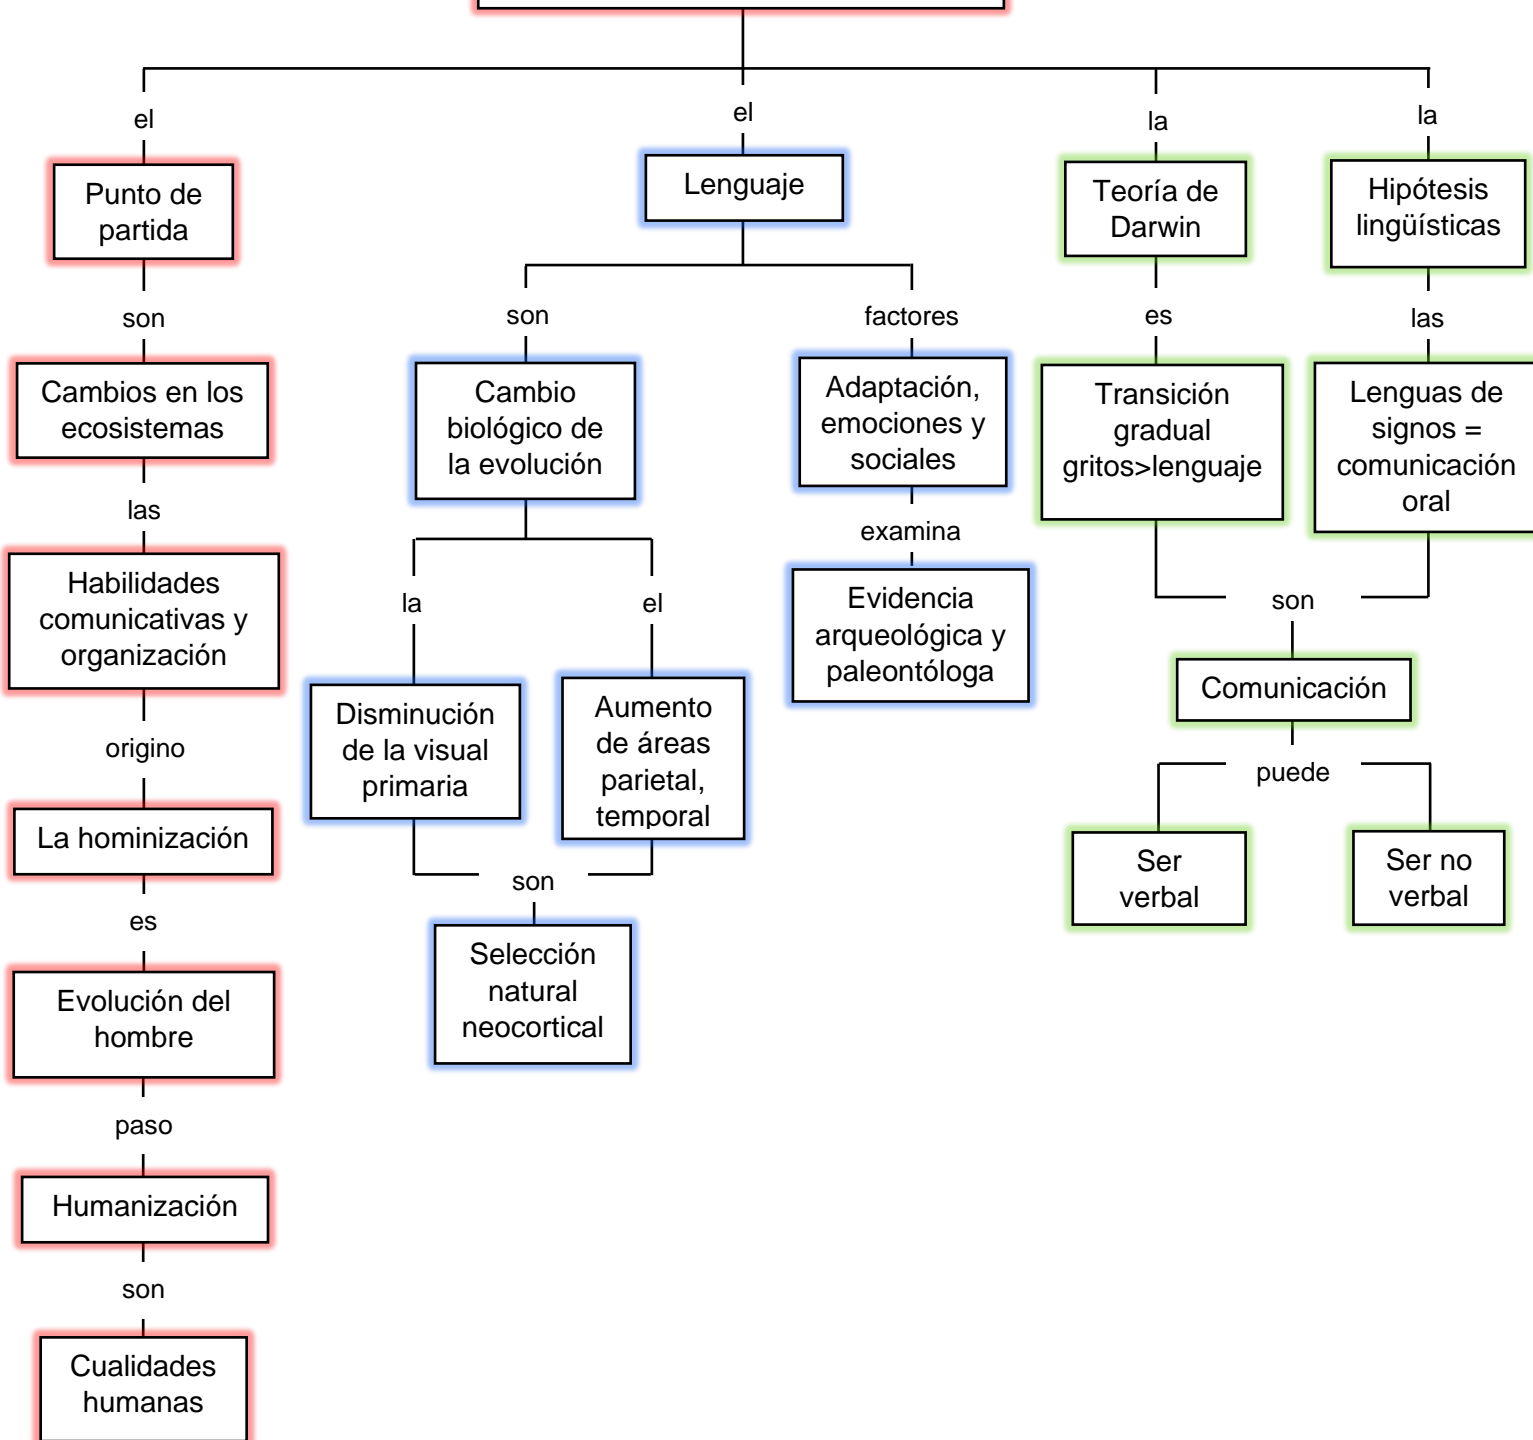 el
Punto de
partida
son
Cambios en los
ecosistemas
las
Habilidades
comunicativas y
organización
origino
La hominización
es
Evolución del
hombre
paso
Humanización
son
Cualidades
humanas
el
Lenguaje
son
Cambio
biológico de
la evolución
la
Disminución
de la visual
primaria
el
Aumento
de áreas
parietal,
temporal
son
Selección
natural
neocortical
factores
Adaptación,
emociones y
sociales
examina
Evidencia
arqueológica y
paleontóloga
la
Teoría de
Darwin
es
Transición
gradual
gritos>lenguaje
la
Hipótesis
lingüísticas
las
Lenguas de
signos =
comunicación
oral
son
Comunicación
puede
Ser
verbal
Ser no
verbal